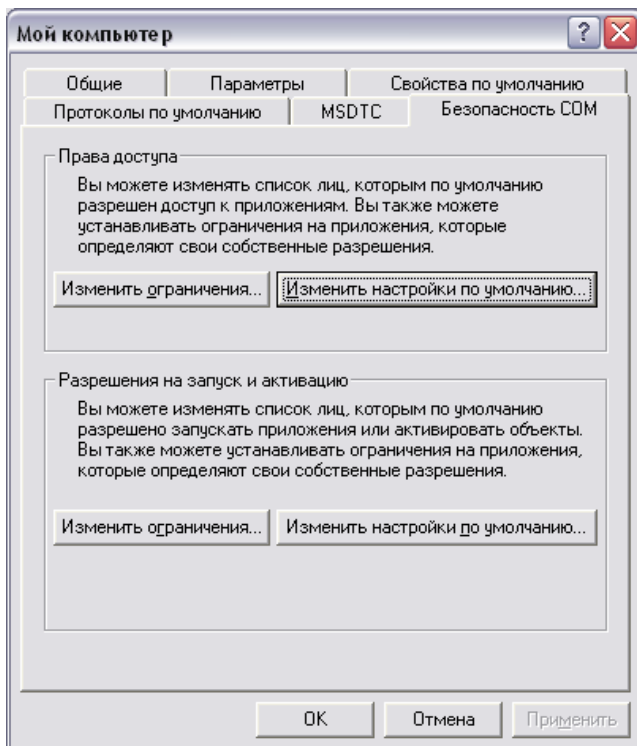 Мой компьютер
Общие
Параметры
Свойства по умолчанию
Протоколы по умолчанию
MSDTC
Безопасность COM
Права доступа
Вы можете изменять список лиц, которым по умолчанию
разрешен доступ к приложениям. Вы также можете
устанавливать ограничения на приложения, которые
определяют свои собственные разрешения.
Изменить ограничения...
Изменить настройки по умолчанию...
Разрешения на запуск и активацию
Вы можете изменять список лиц, которым по умолчанию
разрешено запускать приложения или активировать объекты.
Вы также можете устанавливать ограничения на приложения,
которые определяют свои собственные разрешения.
Изменить ограничения...
Изменить настройки по умолчанию...
ОК
Отмена
Применить